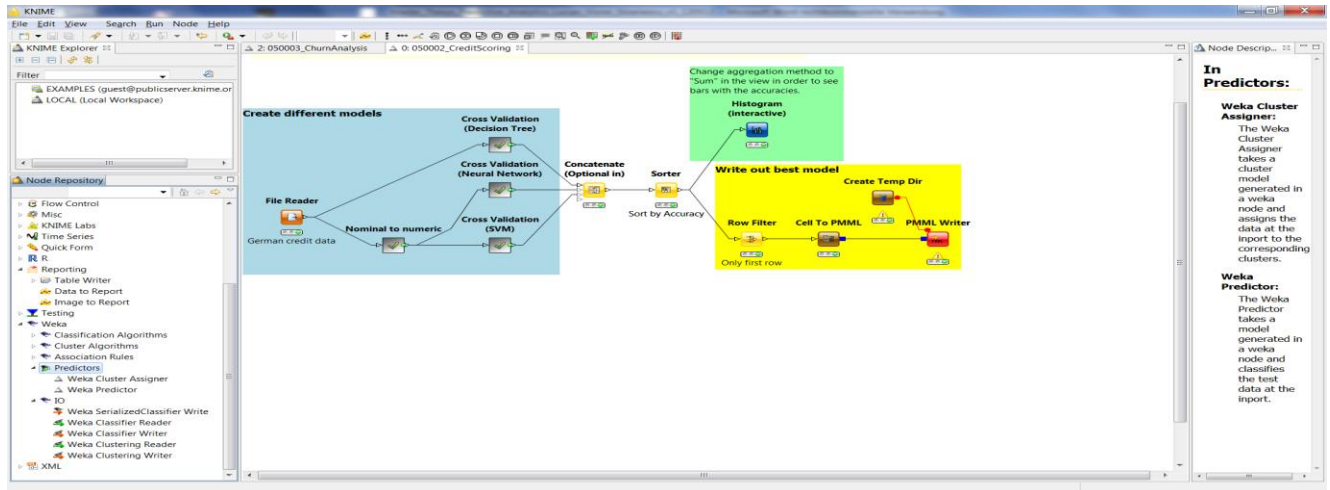 KNIME
File Edit View Search Run Node Help
KNIME Explorer
2: 050003_ChurnAnalysis
0: 050002_CreditScoring
Node Descrip...
Filter
EXAMPLES (guest@publicserver.knime.or
LOCAL (Local Workspace)
Node Repository
Flow Control
Misc
KNIME Labs
Time Series
Quick Form
R
Reporting
Table Writer
Data to Report
Image to Report
Testing
Weka
Classification Algorithms
Cluster Algorithms
Association Rules
Predictors
Weka Cluster Assigner
Weka Predictor
IO
Weka SerializedClassifier Write
Weka Classifier Reader
Weka Classifier Writer
Weka Clustering Reader
Weka Clustering Writer
XML
Create different models
File Reader
German credit data
Nominal to numeric
Cross Validation
(Decision Tree)
Cross Validation
(Neural Network)
Cross Validation
(SVM)
Concatenate
(Optional in)
Sorter
Sort by Accuracy
Change aggregation method to
"Sum" in the view in order to see
bars with the accuracies.
Histogram
(interactive)
Write out best model
Create Temp Dir
Row Filter
Only first row
Cell To PMML
PMML Writer
In
Predictors:
Weka Cluster
Assigner:
The Weka
Cluster
Assigner
takes a
cluster
model
generated in
a weka
node and
assigns the
data at the
inport to the
corresponding
clusters.
Weka
Predictor:
The Weka
Predictor
takes a
model
generated in
a weka
node and
classifies
the test
data at the
inport.